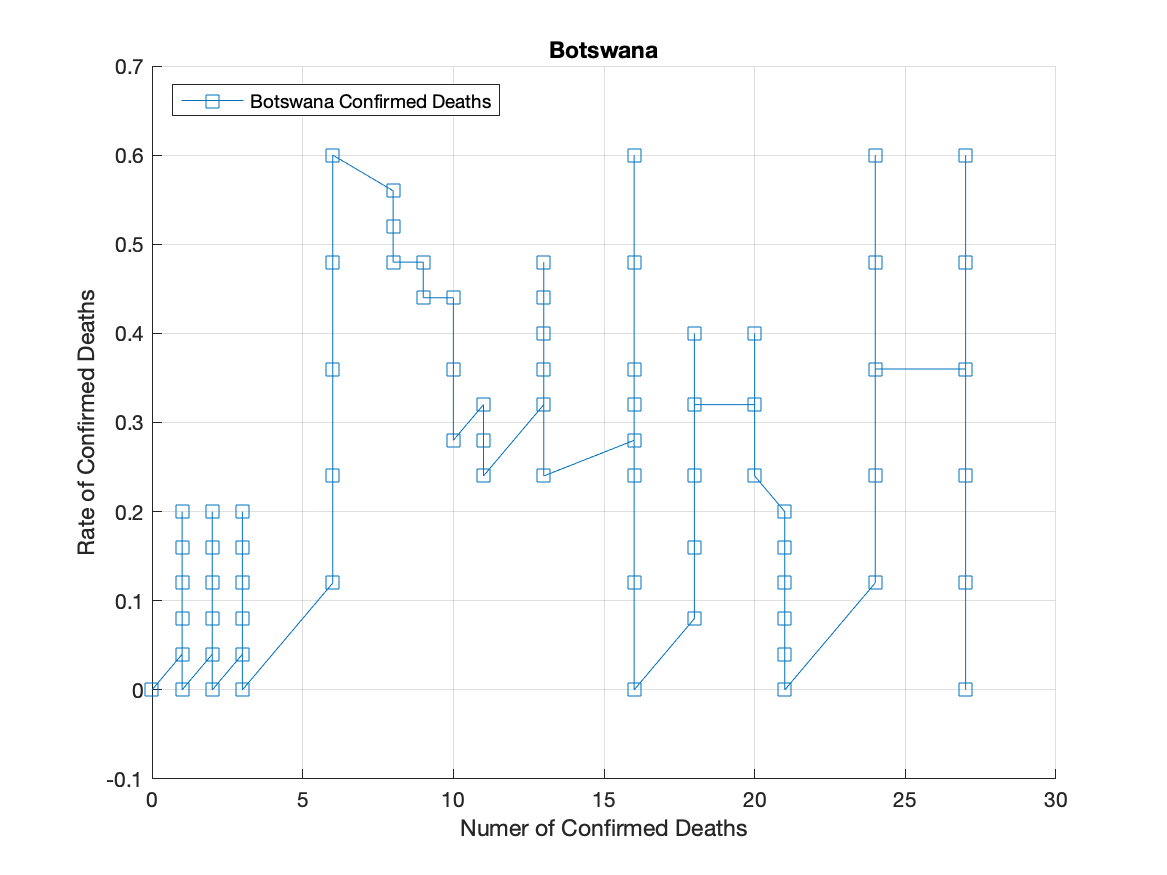 Botswana
Botswana Confirmed Deaths
Rate of Confirmed Deaths
0.7
0.6
0.5
0.4
0.3
0.2
0.1
0
-0.1
0 5 10 15 20 25 30
Numer of Confirmed Deaths